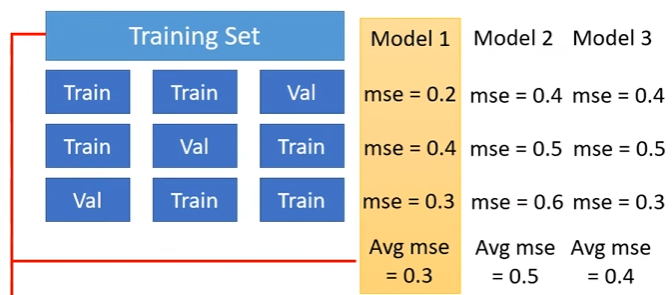 Training Set Model 1 Model 2 Model 3
Train Train Val mse = 0.2 mse = 0.4 mse = 0.4
Train Val Train mse = 0.4 mse = 0.5 mse = 0.5
Val Train Train mse = 0.3 mse = 0.6 mse = 0.3
Avg mse Avg mse Avg mse
= 0.3 = 0.5 = 0.4